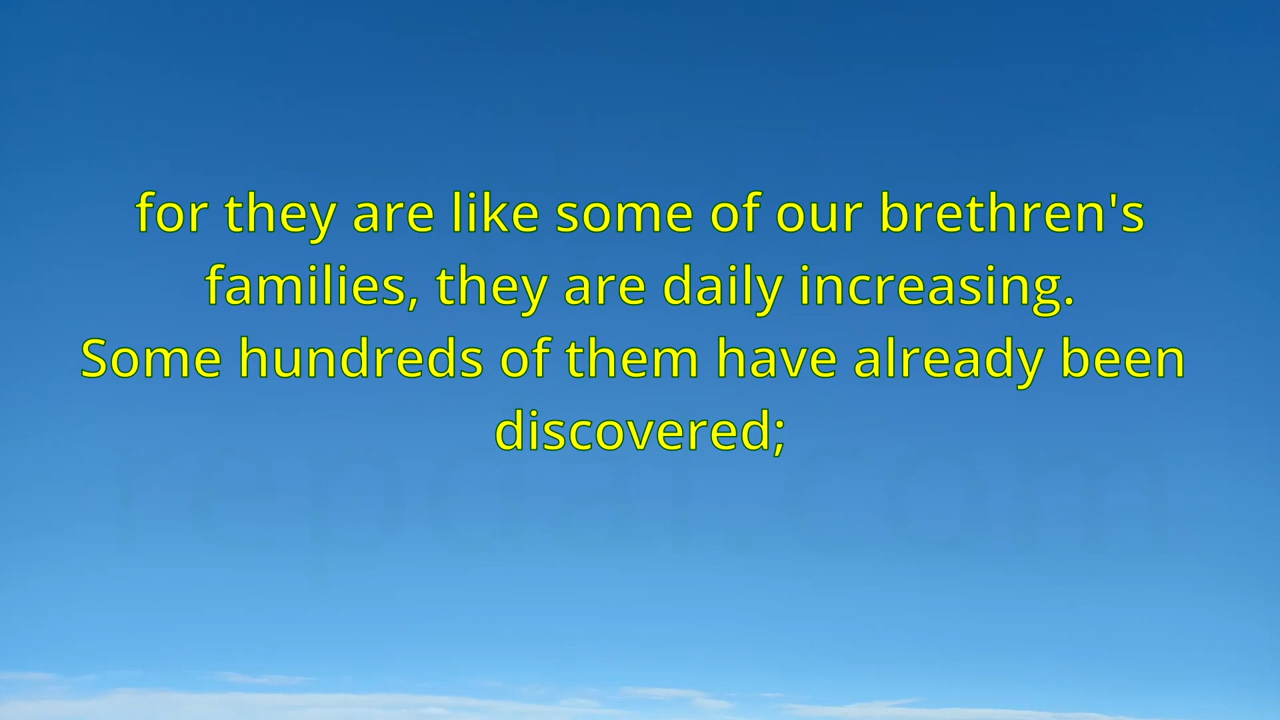 for they are like some of our brethren's
families, they are daily increasing.
Some hundreds of them have already been
discovered;